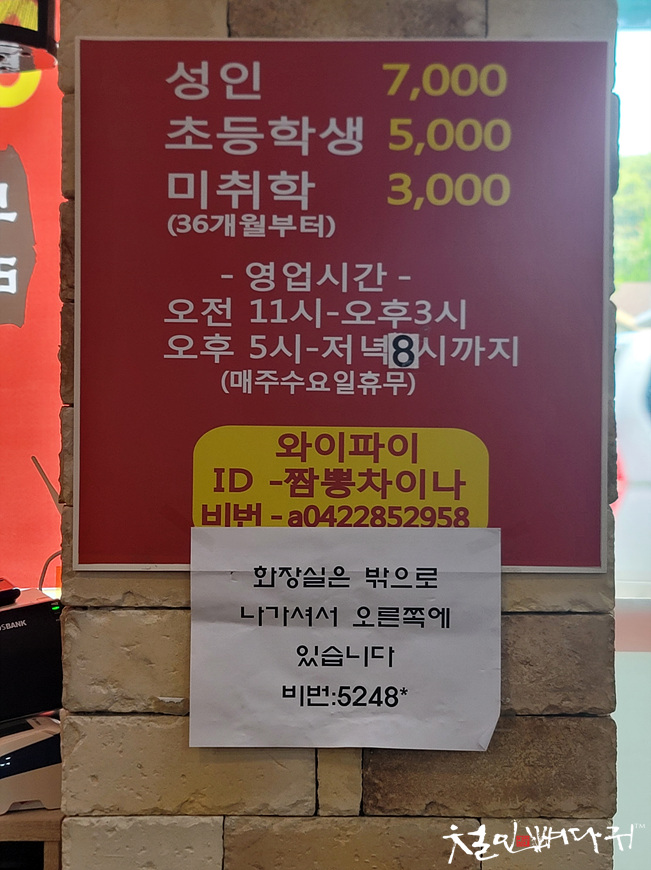 성인 7,000
초등학생 5,000
미취학 3,000
(36개월부터)
- 영업시간 -
오전 11시-오후3시
오후 5시-저녁8시까지
(매주수요일휴무)
와이파이
ID -짬뽕차이나
비번 - a0422852958
화장실은 밖으로
나가셔서 오른쪽에
있습니다
비번:5248*